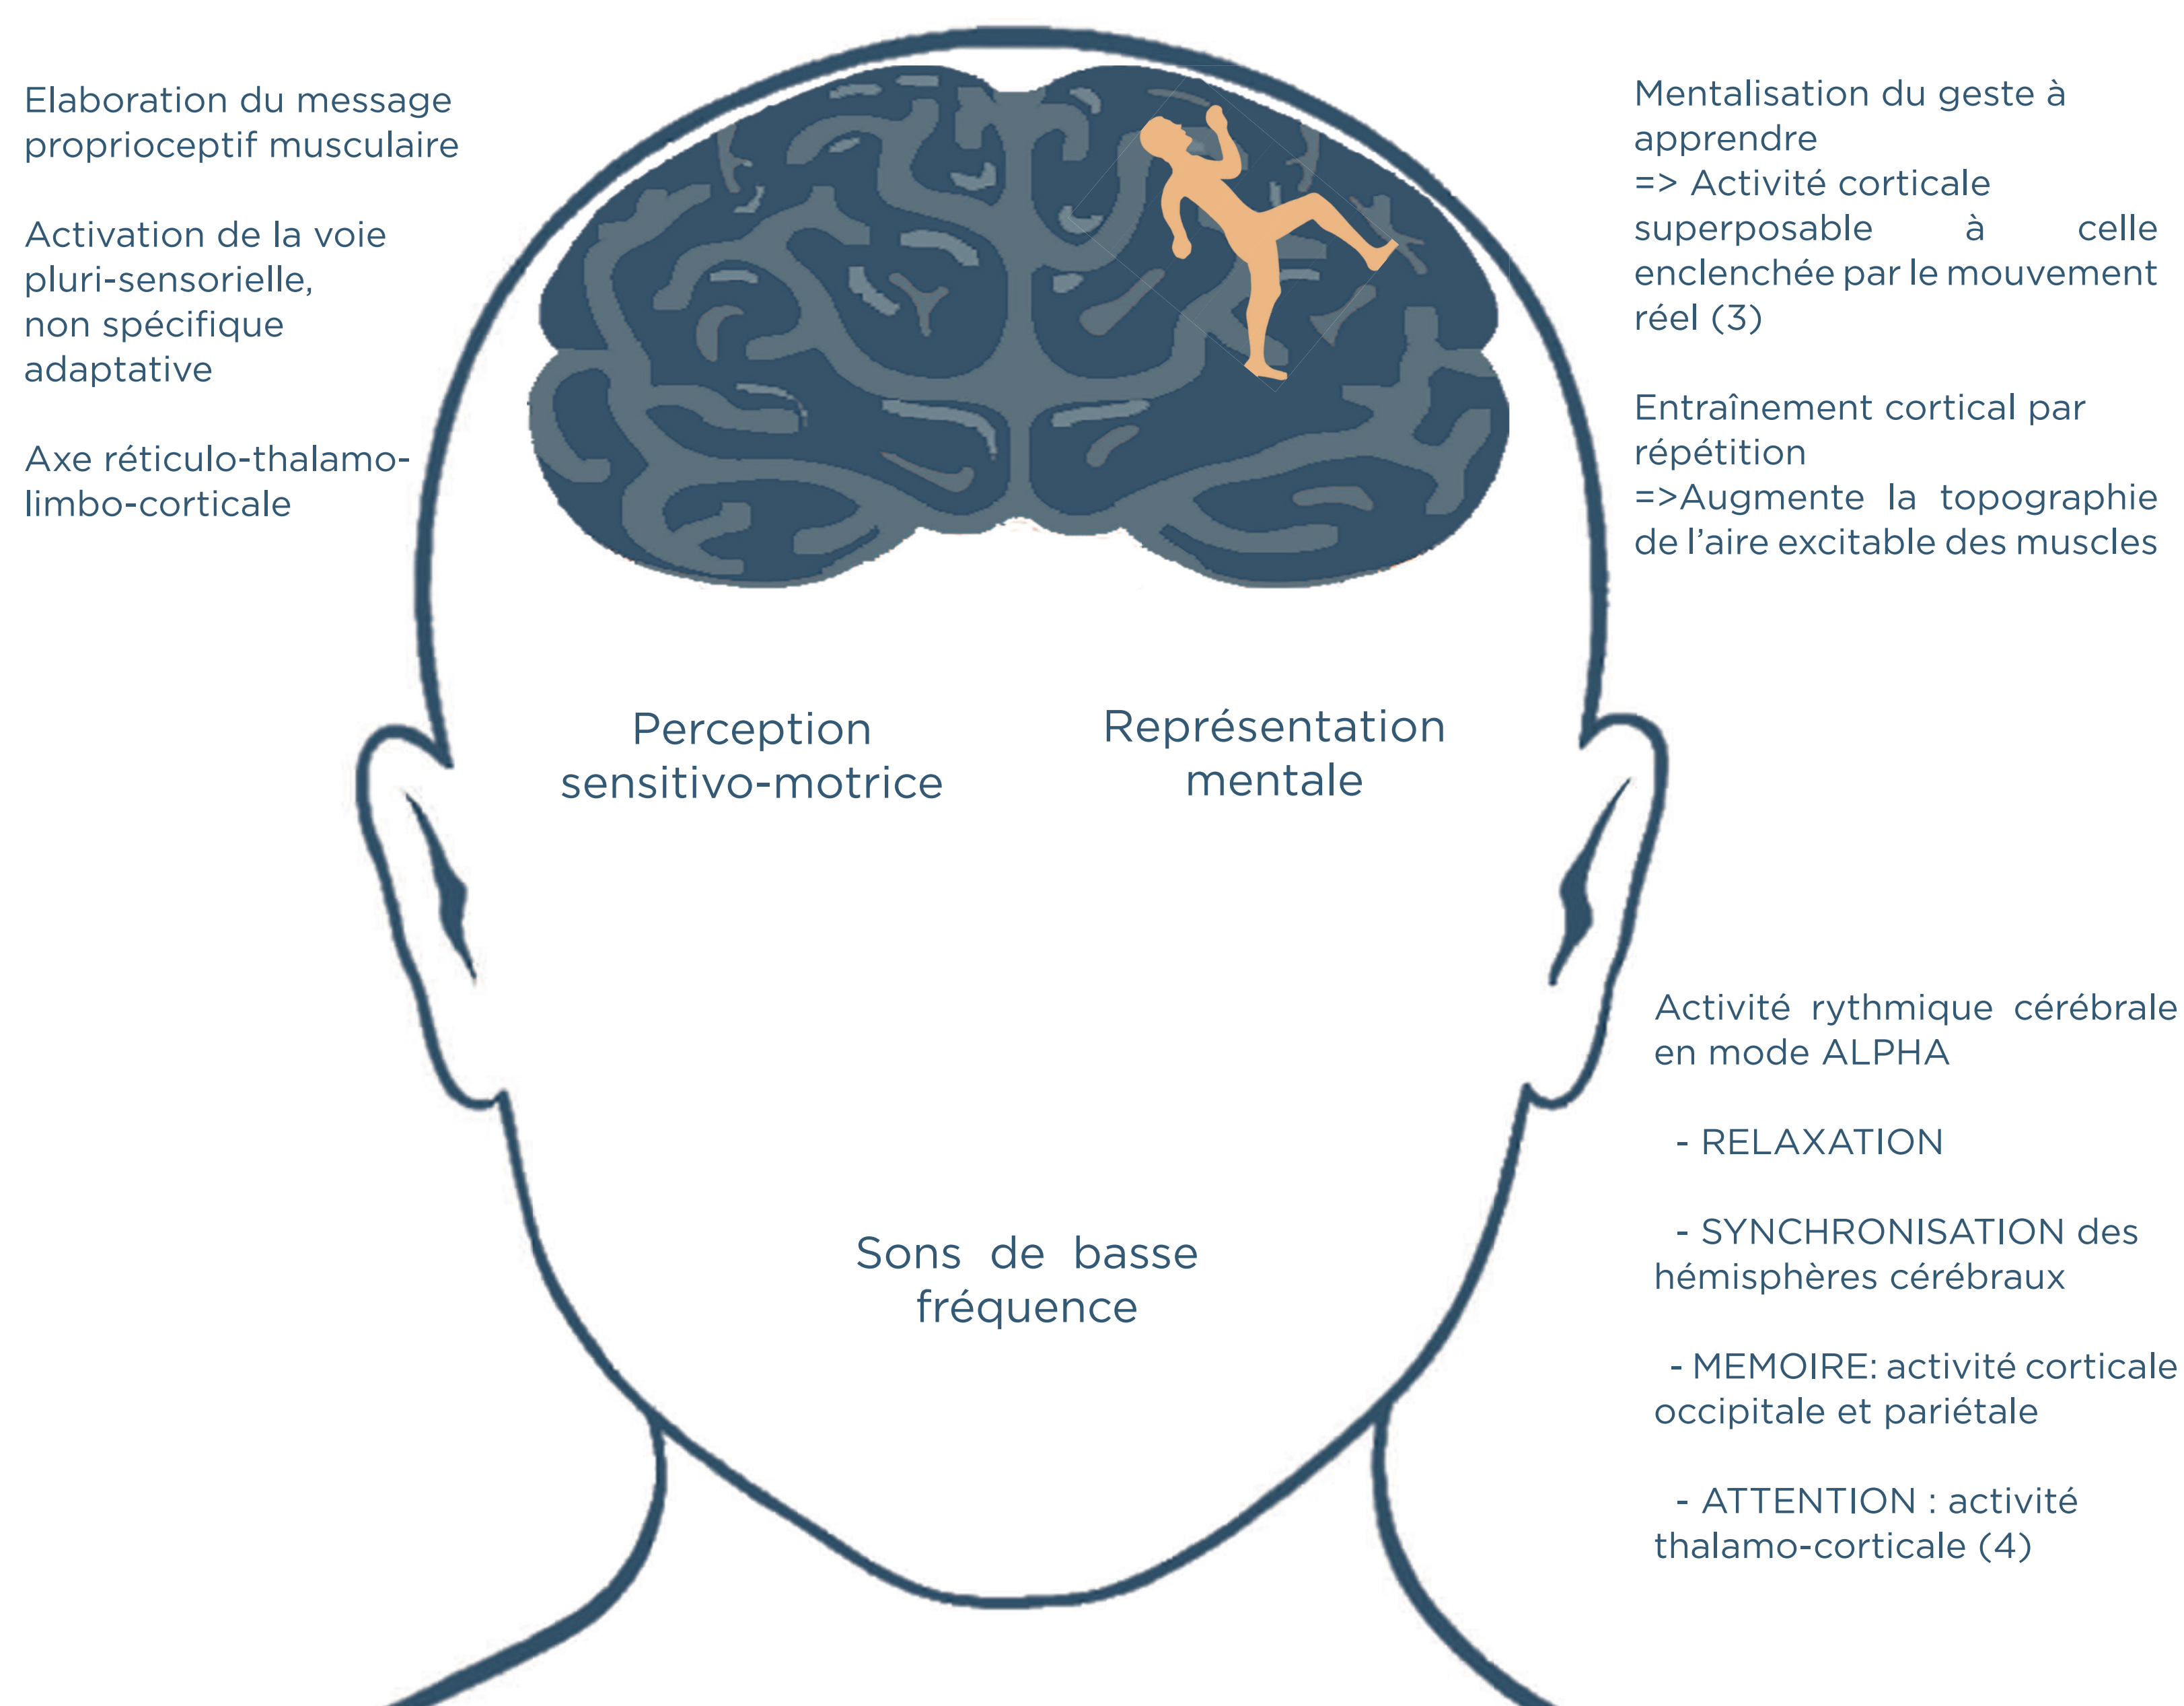 Elaboration du message
proprioceptif musculaire
Activation de la voie
pluri-sensorielle,
non spécifique
adaptative
Axe réticulo-thalamo-
limbo-corticale
Mentalisation du geste à
apprendre
=> Activité corticale
superposable à celle
enclenchée par le mouvement
réel (3)
Entraînement cortical par
répétition
=>Augmente la topographie
de l'aire excitable des muscles
Perception
sensitivo-motrice
Représentation
mentale
Sons de basse
fréquence
Activité rythmique cérébrale
en mode ALPHA
- RELAXATION
- SYNCHRONISATION des
hémisphères cérébraux
- MEMOIRE: activité corticale
occipitale et pariétale
- ATTENTION : activité
thalamo-corticale (4)